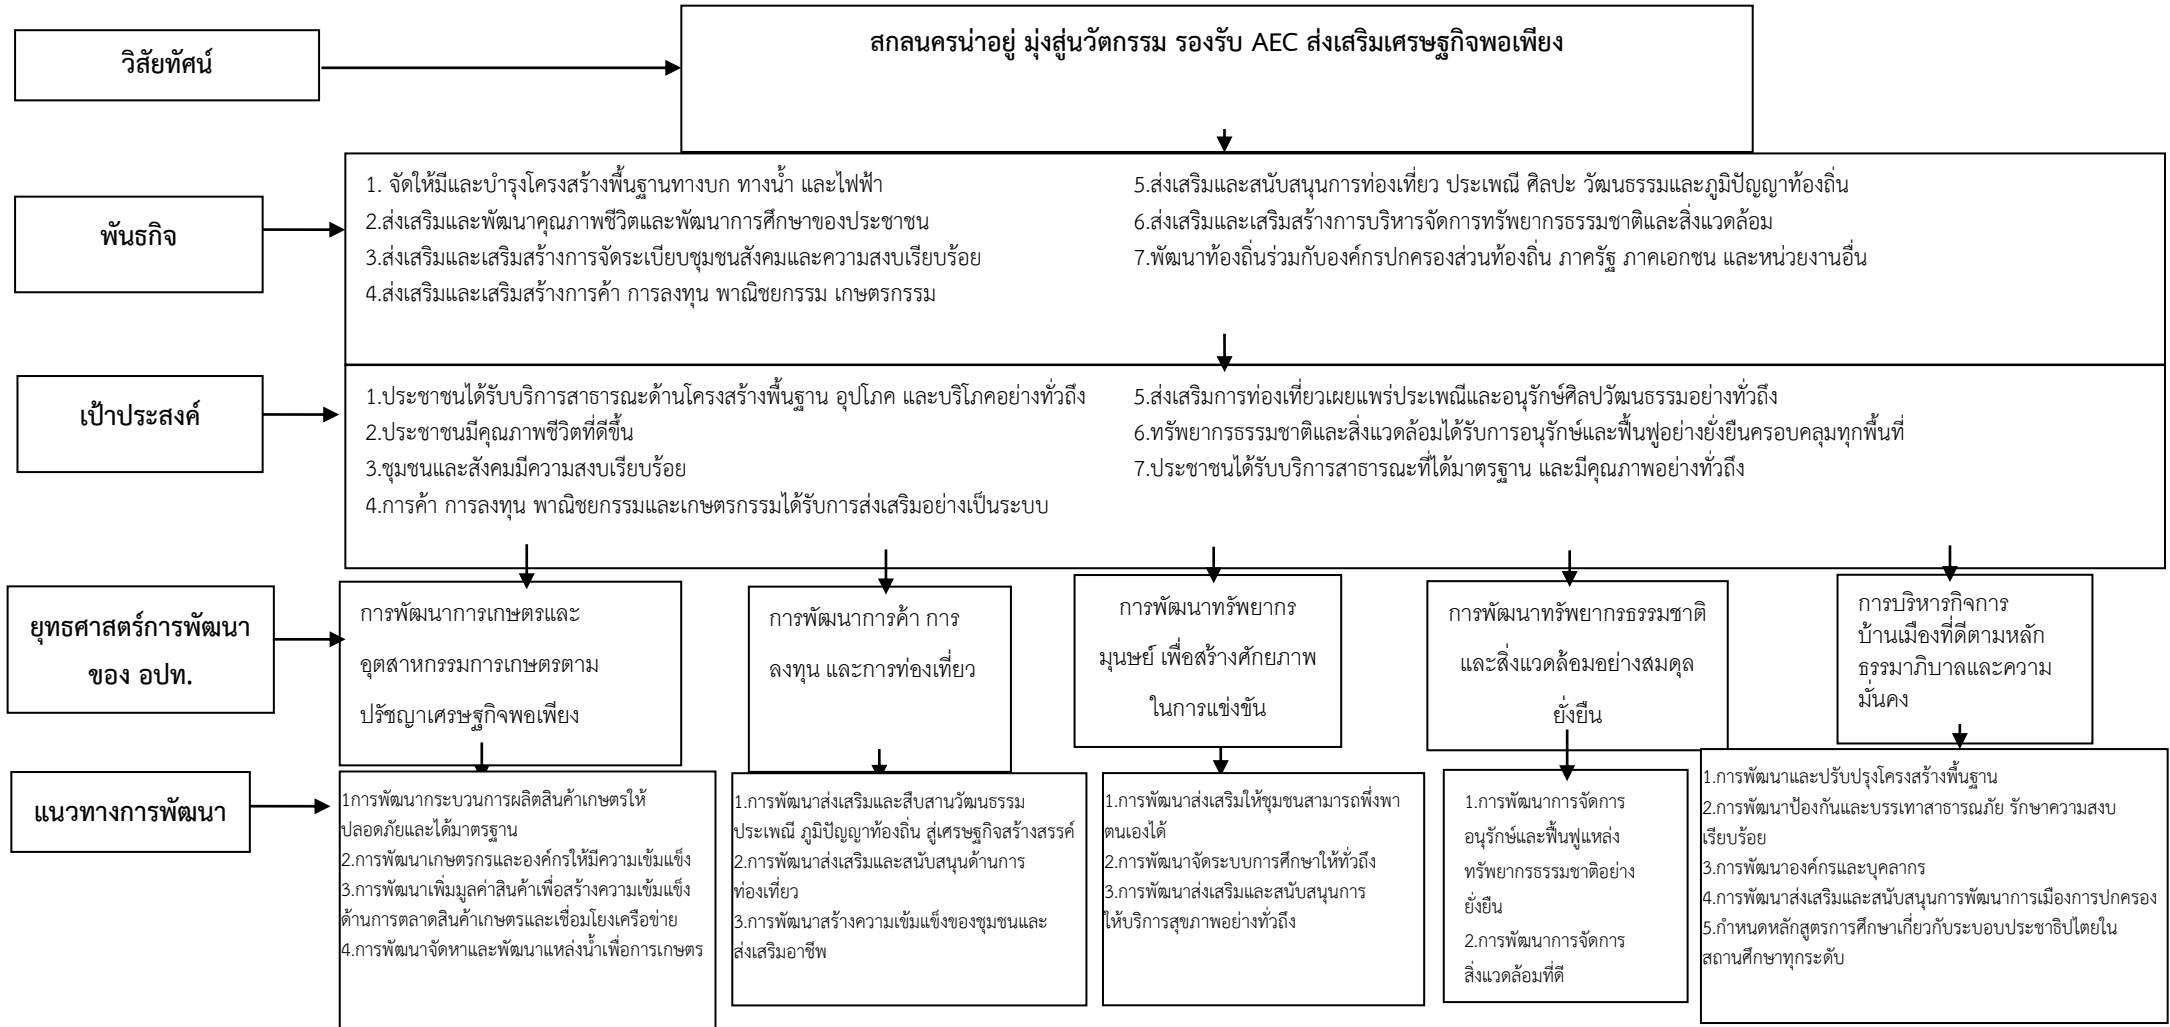 วิสัยทัศน์
สกลนครน่าอยู่ มุ่งสู่นวัตกรรม รองรับ AEC ส่งเสริมเศรษฐกิจพอเพียง
พันธกิจ
1. จัดให้มีและบำรุงโครงสร้างพื้นฐานทางบก ทางน้ำ และไฟฟ้า
2.ส่งเสริมและพัฒนาคุณภาพชีวิตและพัฒนาการศึกษาของประชาชน
3.ส่งเสริมและเสริมสร้างการจัดระเบียบชุมชนสังคมและความสงบเรียบร้อย
4.ส่งเสริมและเสริมสร้างการค้า การลงทุน พาณิชยกรรม เกษตรกรรม
5.ส่งเสริมและสนับสนุนการท่องเที่ยว ประเพณี ศิลปะ วัฒนธรรมและภูมิปัญญาท้องถิ่น
6.ส่งเสริมและเสริมสร้างการบริหารจัดการทรัพยากรธรรมชาติและสิ่งแวดล้อม
7.พัฒนาท้องถิ่นร่วมกับองค์กรปกครองส่วนท้องถิ่น ภาครัฐ ภาคเอกชน และหน่วยงานอื่น
เป้าประสงค์
1.ประชาชนได้รับบริการสาธารณะด้านโครงสร้างพื้นฐาน อุปโภค และบริโภคอย่างทั่วถึง
2.ประชาชนมีคุณภาพชีวิตที่ดีขึ้น
3.ชุมชนและสังคมมีความสงบเรียบร้อย
4.การค้า การลงทุน พาณิชยกรรมและเกษตรกรรมได้รับการส่งเสริมอย่างเป็นระบบ
5.ส่งเสริมการท่องเที่ยวเผยแพร่ประเพณีและอนุรักษ์ศิลปวัฒนธรรมอย่างทั่วถึง
6.ทรัพยากรธรรมชาติและสิ่งแวดล้อมได้รับการอนุรักษ์และฟื้นฟูอย่างยั่งยืนครอบคลุมทุกพื้นที่
7.ประชาชนได้รับบริการสาธารณะที่ได้มาตรฐาน และมีคุณภาพอย่างทั่วถึง
ยุทธศาสตร์การพัฒนา
ของ อปท.
การพัฒนาการเกษตรและ
อุตสาหกรรมการเกษตรตาม
ปรัชญาเศรษฐกิจพอเพียง
การพัฒนาการค้า การ
ลงทุน และการท่องเที่ยว
การพัฒนาทรัพยากร
มุนษย์ เพื่อสร้างศักยภาพ
ในการแข่งขัน
การพัฒนาทรัพยากรธรรมชาติ
และสิ่งแวดล้อมอย่างสมดุล
ยั่งยืน
การบริหารกิจการ
บ้านเมืองที่ดีตามหลัก
ธรรมาภิบาลและความ
มั่นคง
แนวทางการพัฒนา
1การพัฒนากระบวนการผลิตสินค้าเกษตรให้
ปลอดภัยและได้มาตรฐาน
2.การพัฒนาเกษตรกรและองค์กรให้มีความเข้มแข็ง
3.การพัฒนาเพิ่มมูลค่าสินค้าเพื่อสร้างความเข้มแข็ง
ด้านการตลาดสินค้าเกษตรและเชื่อมโยงเครือข่าย
4.การพัฒนาจัดหาและพัฒนาแหล่งน้ำเพื่อการเกษตร
1.การพัฒนาส่งเสริมและสืบสานวัฒนธรรม
ประเพณี ภูมิปัญญาท้องถิ่น สู่เศรษฐกิจสร้างสรรค์
2.การพัฒนาส่งเสริมและสนับสนุนด้านการ
ท่องเที่ยว
3.การพัฒนาสร้างความเข้มแข็งของชุมชนและ
ส่งเสริมอาชีพ
1.การพัฒนาส่งเสริมให้ชุมชนสามารถพึ่งพา
ตนเองได้
2.การพัฒนาจัดระบบการศึกษาให้ทั่วถึง
3.การพัฒนาส่งเสริมและสนับสนุนการ
ให้บริการสุขภาพอย่างทั่วถึง
1.การพัฒนาการจัดการ
อนุรักษ์และฟื้นฟูแหล่ง
ทรัพยากรธรรมชาติอย่าง
ยั่งยืน
2.การพัฒนาการจัดการ
สิ่งแวดล้อมที่ดี
1.การพัฒนาและปรับปรุงโครงสร้างพื้นฐาน
2.การพัฒนาป้องกันและบรรเทาสาธารณภัย รักษาความสงบ
เรียบร้อย
3.การพัฒนาองค์กรและบุคลากร
4.การพัฒนาส่งเสริมและสนับสนุนการพัฒนาการเมืองการปกครอง
5.กำหนดหลักสูตรการศึกษาเกี่ยวกับระบอบประชาธิปไตยใน
สถานศึกษาทุกระดับ